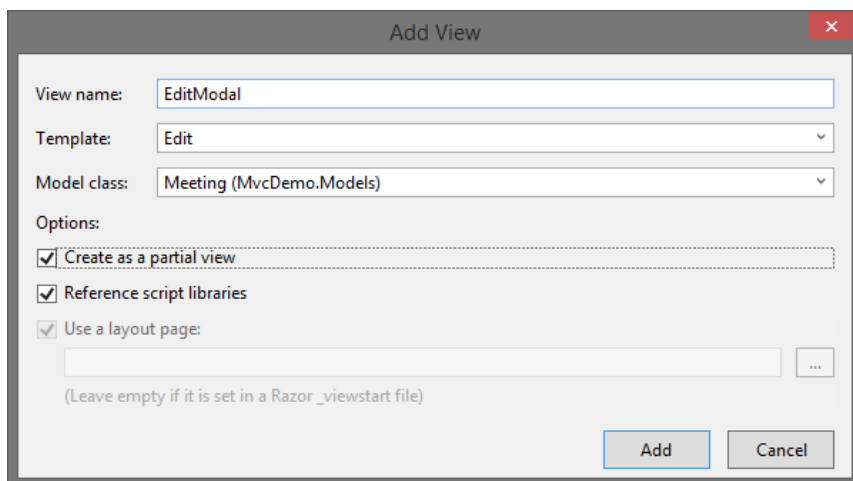 Add View
View name: EditModal
Template: Edit
Model class: Meeting (MvcDemo.Models)
Options:
Create as a partial view
Reference script libraries
Use a layout page:
...
(Leave empty if it is set in a Razor _viewstart file)
Add Cancel